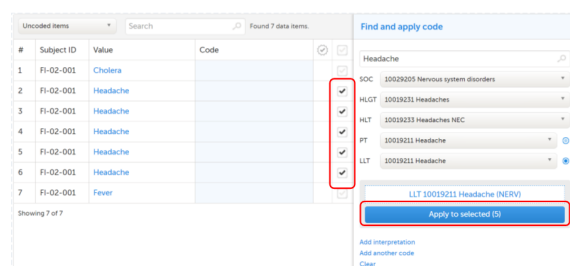 Uncoded items Search Found 7 data items.
# Subject ID Value Code
1 FI-02-001 Cholera
2 FI-02-001 Headache
3 FI-02-001 Headache
4 FI-02-001 Headache
5 FI-02-001 Headache
6 FI-02-001 Headache
7 FI-02-001 Fever
Showing 7 of 7
Find and apply code
Headache
SOC 10029205 Nervous system disorders
HLGT 10019231 Headaches
HLT 10019233 Headaches NEC
PT 10019211 Headache
LLT 10019211 Headache
LLT 10019211 Headache (NERV)
Apply to selected (5)
Add interpretation
Add another code
Clear